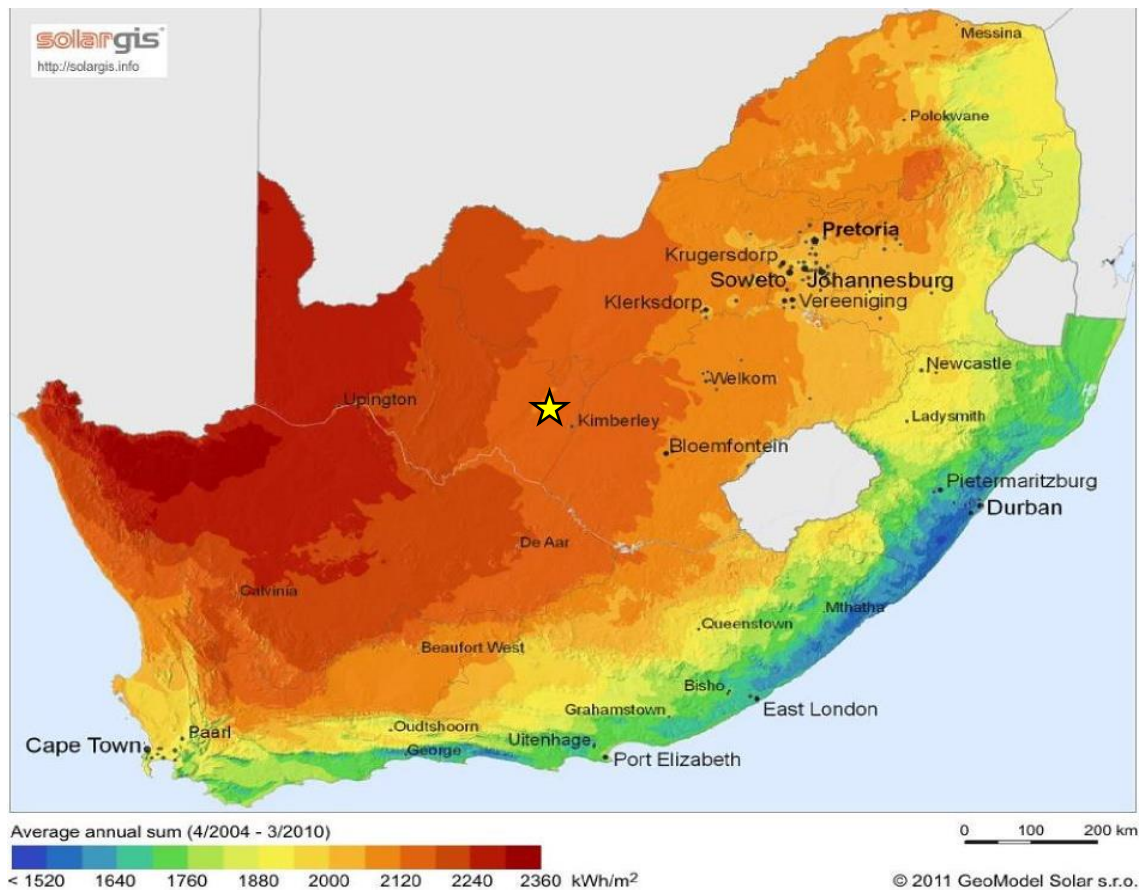 solargis
http://solargis.info
Messina
Polokwane
Pretoria
Krugersdorp
Soweto Johannesburg
Klerksdorp Vereeniging
Newcastle
Welkom
Upington
Ladysmith
Kimberley
Bloemfontein
Pietermaritzburg
Durban
De Aar
Calvinia
Mthatha
Queenstown
Beaufort West
Bisho
Grahamstown East London
Oudtshoorn
Paarl
Cape Town George Uitenhage
Port Elizabeth
Average annual sum (4/2004 - 3/2010) 0 100 200 km
< 1520 1640 1760 1880 2000 2120 2240 2360 kWh/m²
© 2011 GeoModel Solar s.r.o.